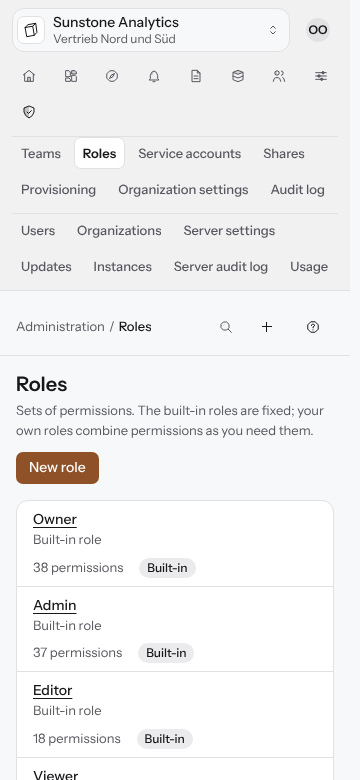 Sunstone Analytics
Vertrieb Nord und Süd
OO
Teams Roles Service accounts Shares
Provisioning Organization settings Audit log
Users Organizations Server settings
Updates Instances Server audit log Usage
Administration / Roles
Roles
Sets of permissions. The built-in roles are fixed; your
own roles combine permissions as you need them.
New role
Owner
Built-in role
38 permissions Built-in
Admin
Built-in role
37 permissions Built-in
Editor
Built-in role
18 permissions Built-in
Viewer